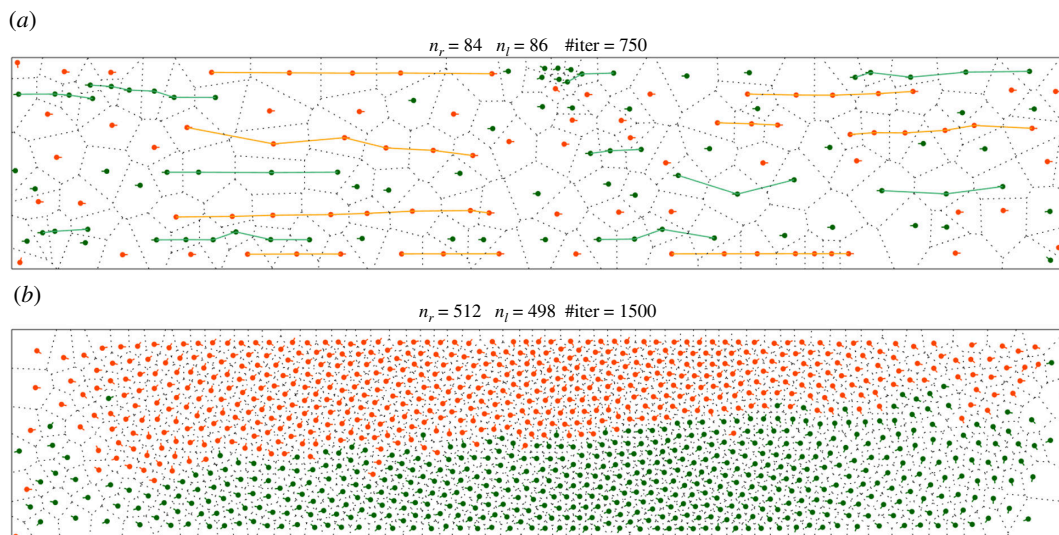 (a)
n_r = 84 n_l = 86 #iter = 750
(b)
n_r = 512 n_l = 498 #iter = 1500